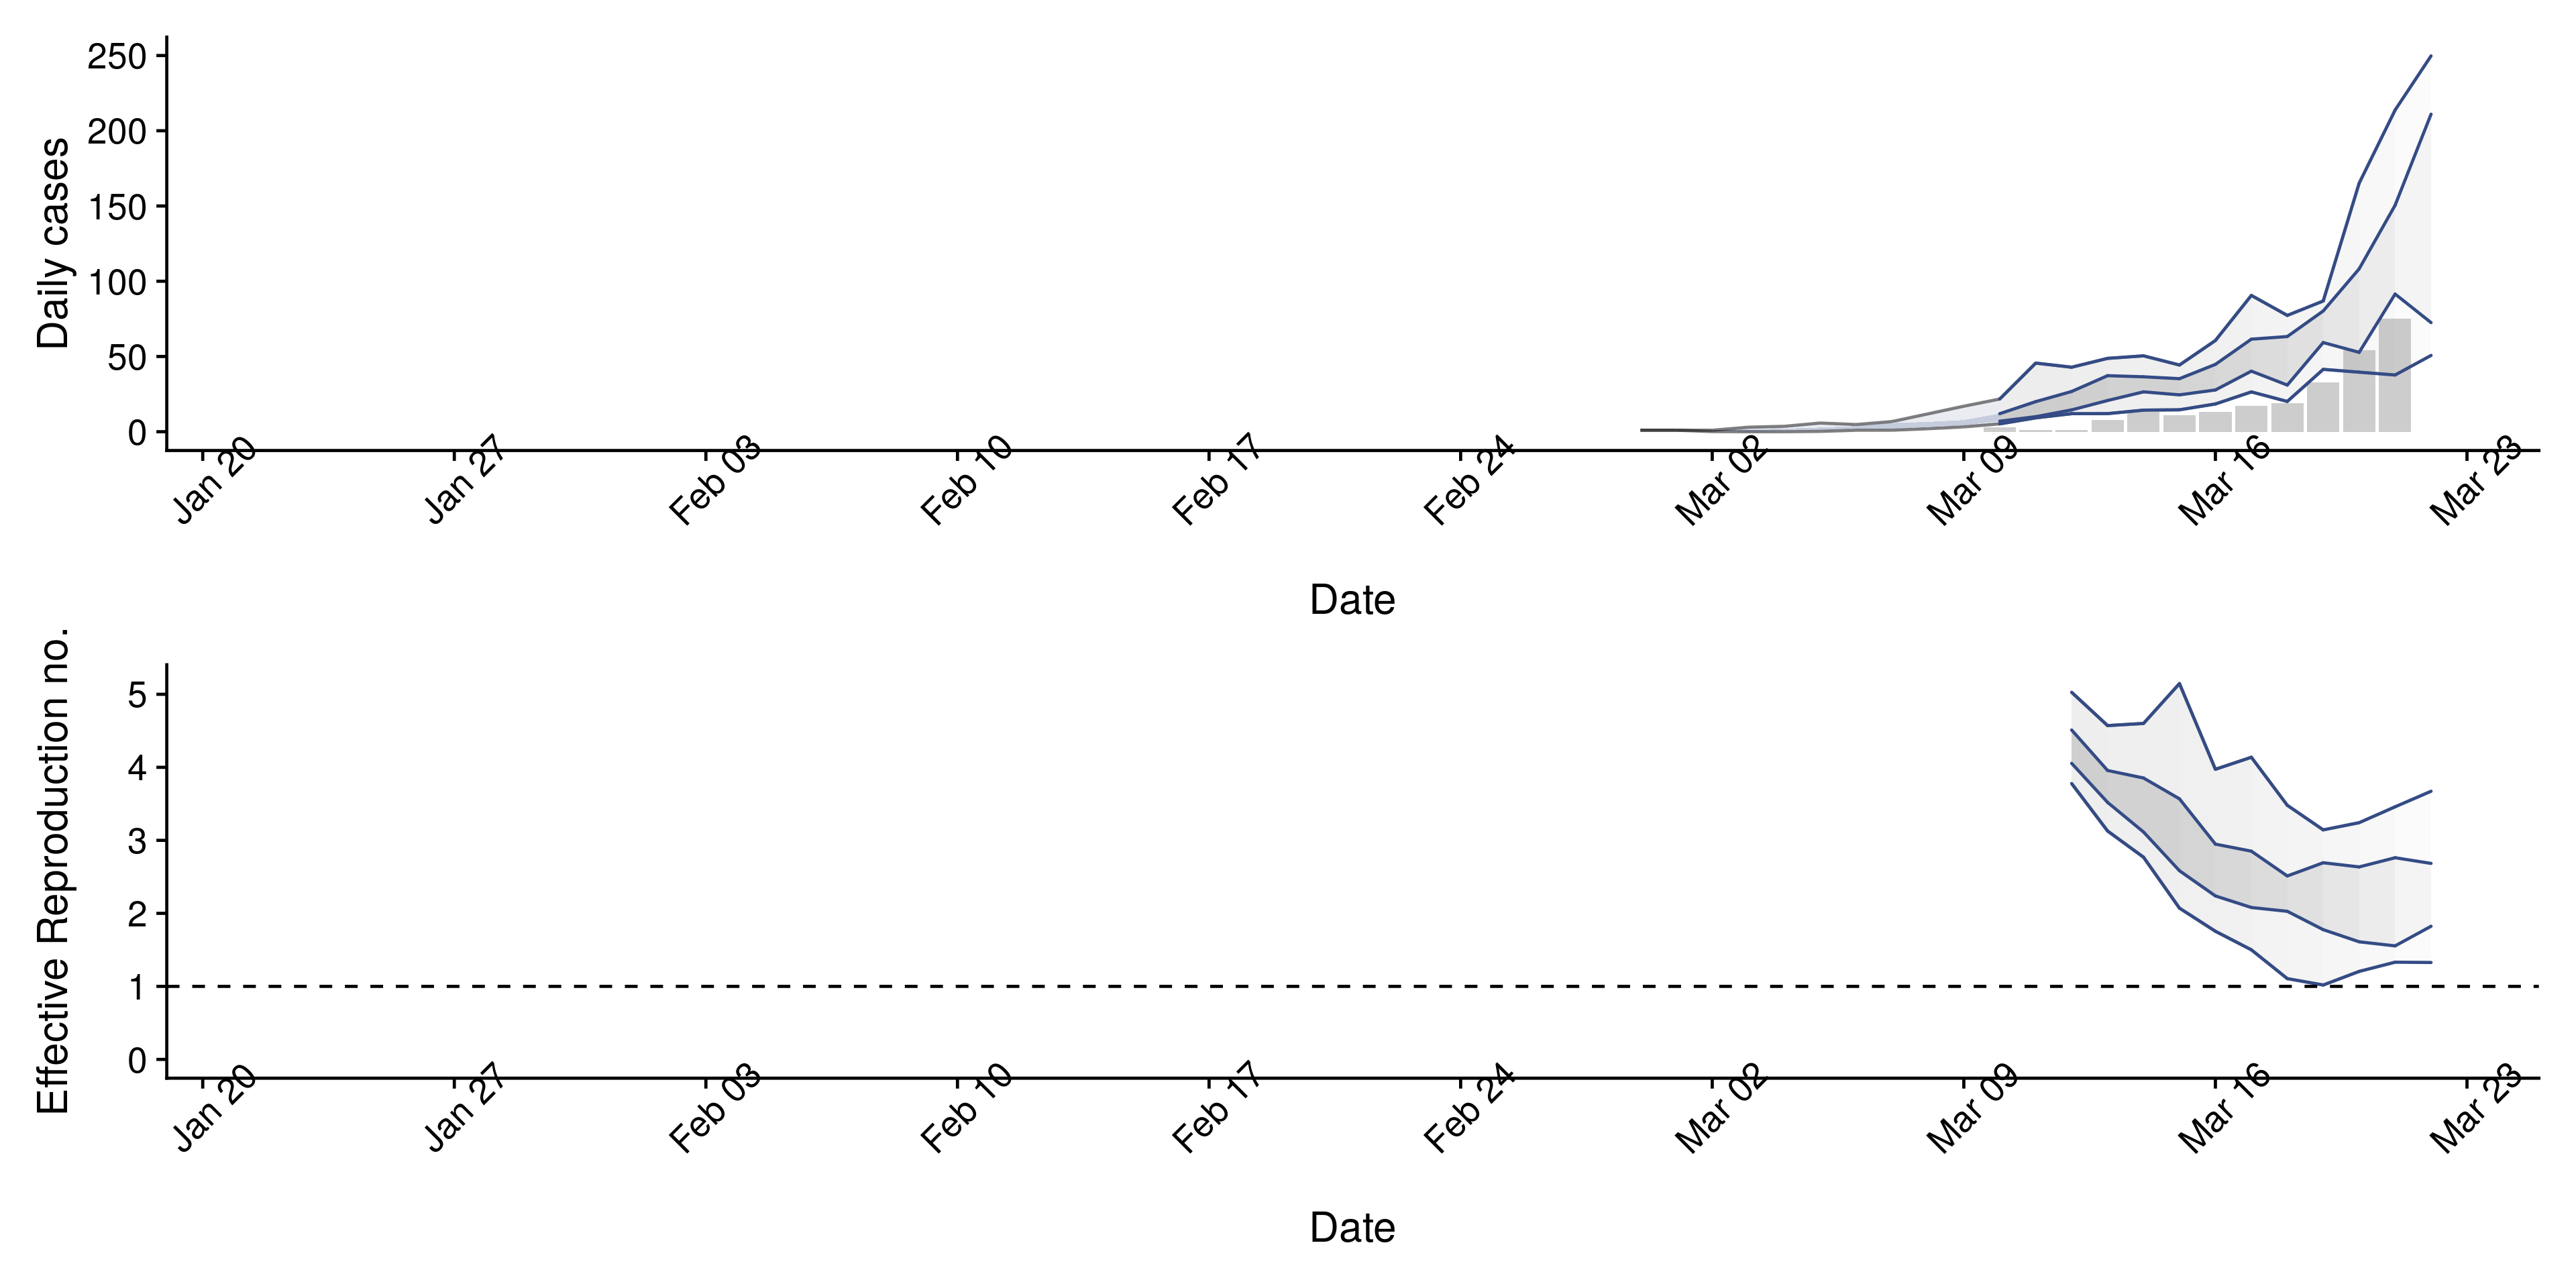 Daily cases
250
200
150
100
50
0
Jan 20
Jan 27
Feb 03
Feb 10
Feb 17
Feb 24
Mar 02
Mar 09
Mar 16
Mar 23
Date
Effective Reproduction no.
5
4
3
2
1
0
Jan 20
Jan 27
Feb 03
Feb 10
Feb 17
Feb 24
Mar 02
Mar 09
Mar 16
Mar 23
Date